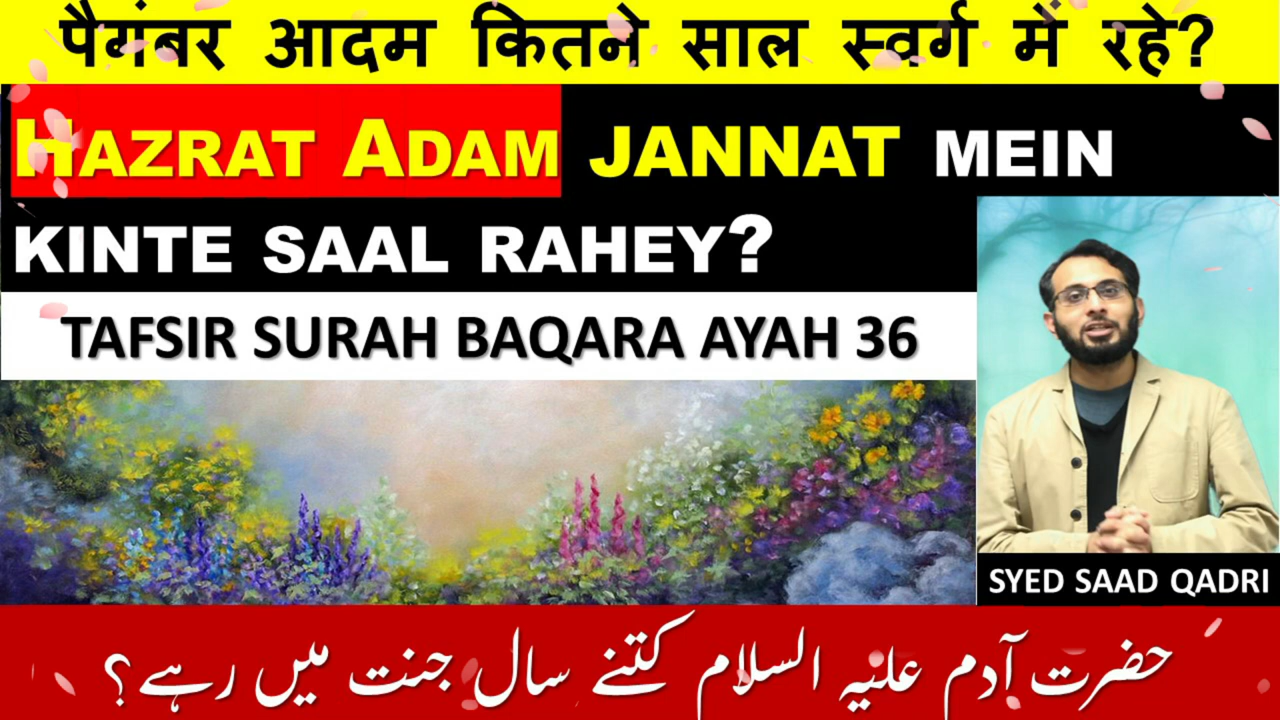 पैगंबर आदम कितने साल स्वर्ग में रहे?
HAZRAT ADAM JANNAT MEIN
KINTE SAAL RAHEY?
TAFSIR SURAH BAQARA AYAH 36
SYED SAAD QADRI
حضرت آدم علیہ السلام کتنے سال جنت میں رہے؟